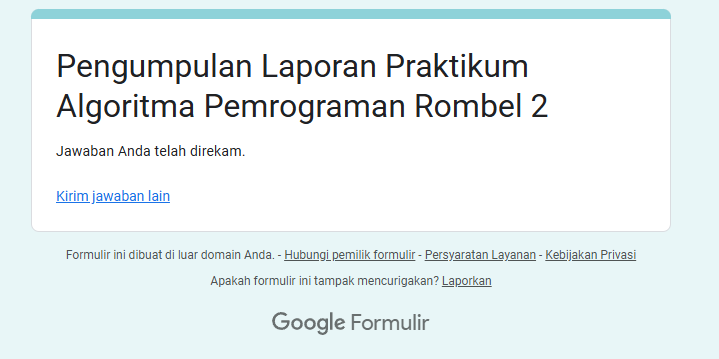 Pengumpulan Laporan Praktikum
Algoritma Pemrograman Rombel 2
Jawaban Anda telah direkam.
Kirim jawaban lain
Formulir ini dibuat di luar domain Anda. - Hubungi pemilik formulir - Persyaratan Layanan - Kebijakan Privasi
Apakah formulir ini tampak mencurigakan? Laporkan
Google Formulir